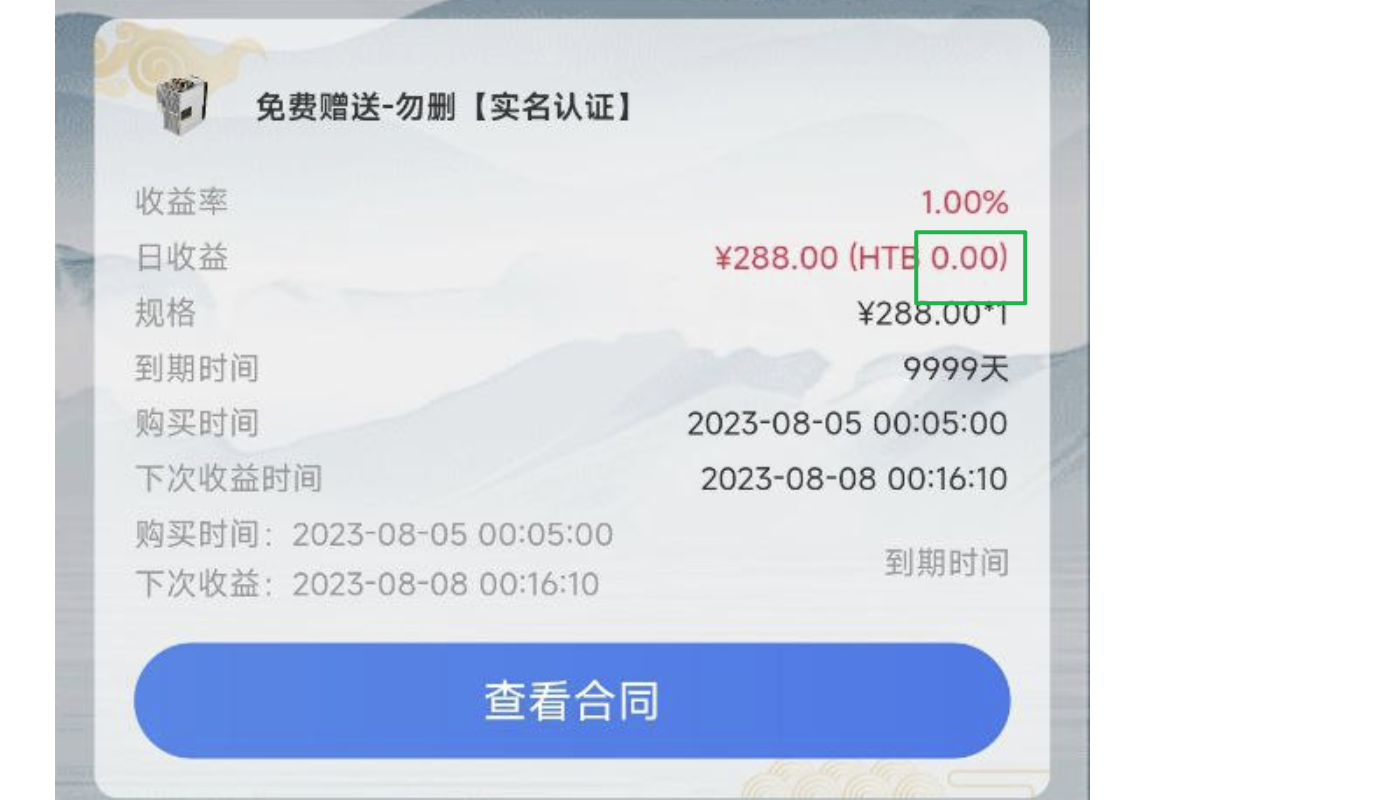 免费赠送-勿删【实名认证】
收益率 1.00%
日收益 ¥288.00 (HTB 0.00)
规格 ¥288.00*1
到期时间 9999天
购买时间 2023-08-05 00:05:00
下次收益时间 2023-08-08 00:16:10
购买时间：2023-08-05 00:05:00
到期时间
下次收益：2023-08-08 00:16:10
查看合同